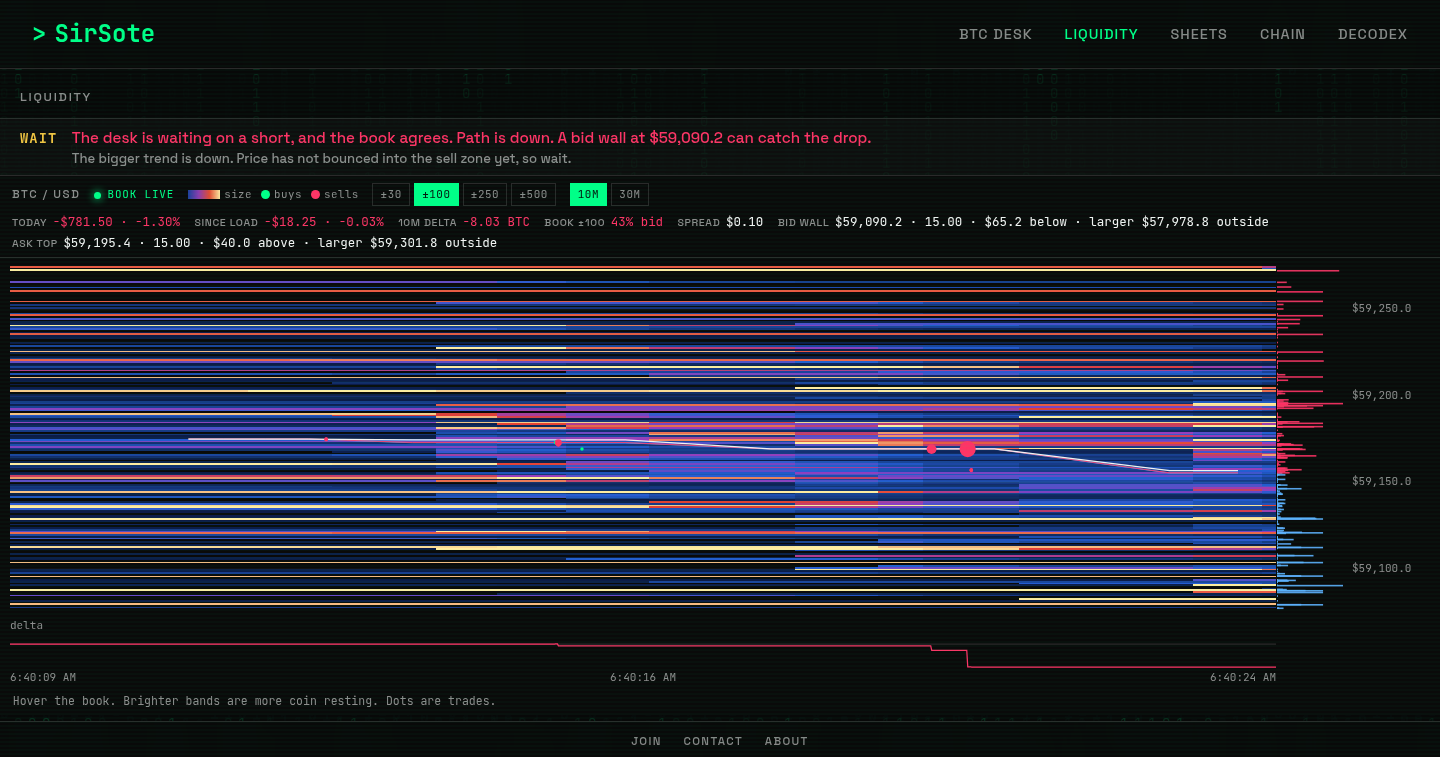 > SirSote
BTC DESK LIQUIDITY SHEETS CHAIN DECODEX
LIQUIDITY
WAIT The desk is waiting on a short, and the book agrees. Path is down. A bid wall at $59,090.2 can catch the drop.
The bigger trend is down. Price has not bounced into the sell zone yet, so wait.
BTC / USD BOOK LIVE size buys sells ±30 ±100 ±250 ±500 10M 30M
TODAY -$781.50 · -1.30% SINCE LOAD -$18.25 · -0.03% 10M DELTA -8.03 BTC BOOK ±100 43% bid SPREAD $0.10 BID WALL $59,090.2 · 15.00 · $65.2 below · larger $57,978.8 outside
ASK TOP $59,195.4 · 15.00 · $40.0 above · larger $59,301.8 outside
$59,250.0
$59,200.0
$59,150.0
$59,100.0
delta
6:40:09 AM 6:40:16 AM 6:40:24 AM
Hover the book. Brighter bands are more coin resting. Dots are trades.
JOIN CONTACT ABOUT